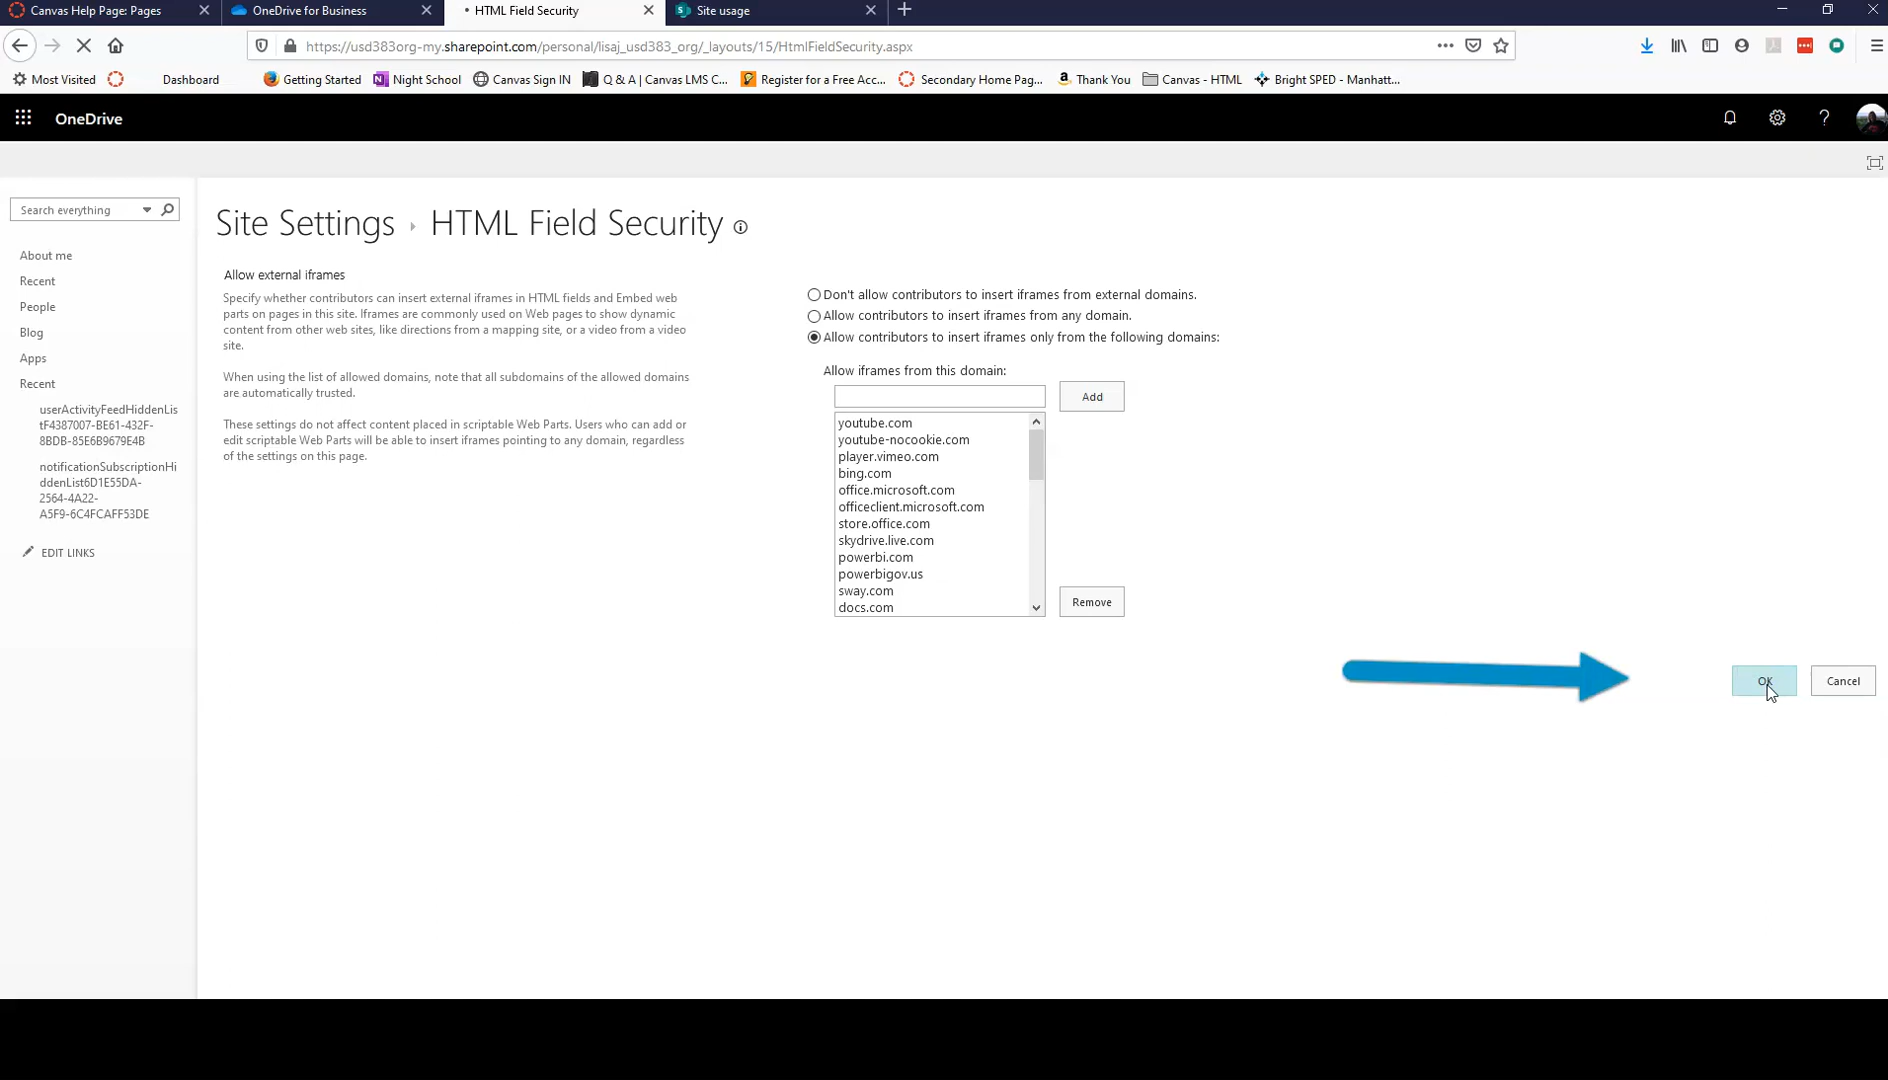 Canvas Help Page: Pages
OneDrive for Business
HTML Field Security
Site usage
https://usd383org-my.sharepoint.com/personal/lisaj_usd383_org/_layouts/15/HtmlFieldSecurity.aspx
Most Visited
Dashboard
Getting Started
Night School
Canvas Sign IN
Q & A | Canvas LMS C...
Register for a Free Acc...
Secondary Home Pag...
Thank You
Canvas - HTML
Bright SPED - Manhatt...
OneDrive
Search everything
About me
Recent
People
Blog
Apps
Recent
userActivityFeedHiddenLis
tF4387007-BE61-432F-
8BDB-85E6B9679E4B
notificationSubscriptionHi
ddenList6D1E55DA-
2564-4A22-
A5F9-6C4FCAFF53DE
EDIT LINKS
Site Settings › HTML Field Security
Allow external iframes
Specify whether contributors can insert external iframes in HTML fields and Embed web
parts on pages in this site. Iframes are commonly used on Web pages to show dynamic
content from other web sites, like directions from a mapping site, or a video from a video
site.
When using the list of allowed domains, note that all subdomains of the allowed domains
are automatically trusted.
These settings do not affect content placed in scriptable Web Parts. Users who can add or
edit scriptable Web Parts will be able to insert iframes pointing to any domain, regardless
of the settings on this page.
Don't allow contributors to insert iframes from external domains.
Allow contributors to insert iframes from any domain.
Allow contributors to insert iframes only from the following domains:
Allow iframes from this domain:
Add
youtube.com
youtube-nocookie.com
player.vimeo.com
bing.com
office.microsoft.com
officeclient.microsoft.com
store.office.com
skydrive.live.com
powerbi.com
powerbigov.us
sway.com
docs.com
Remove
OK
Cancel